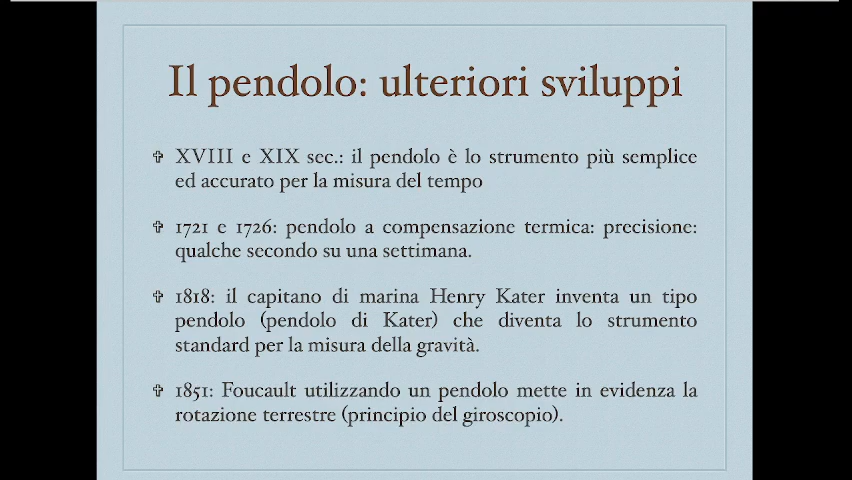 Il pendolo: ulteriori sviluppi
XVIII e XIX sec.: il pendolo è lo strumento più semplice
ed accurato per la misura del tempo
1721 e 1726: pendolo a compensazione termica: precisione:
qualche secondo su una settimana.
1818: il capitano di marina Henry Kater inventa un tipo
pendolo (pendolo di Kater) che diventa lo strumento
standard per la misura della gravità.
1851: Foucault utilizzando un pendolo mette in evidenza la
rotazione terrestre (principio del giroscopio).